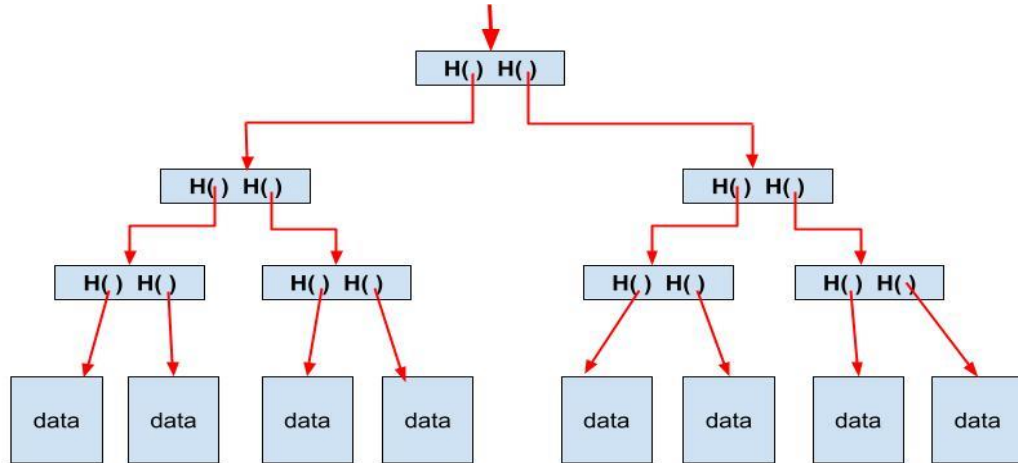 H( ) H( )
H( ) H( )
H( ) H( )
H( ) H( )
H( ) H( )
H( ) H( )
H( ) H( )
data
data
data
data
data
data
data
data